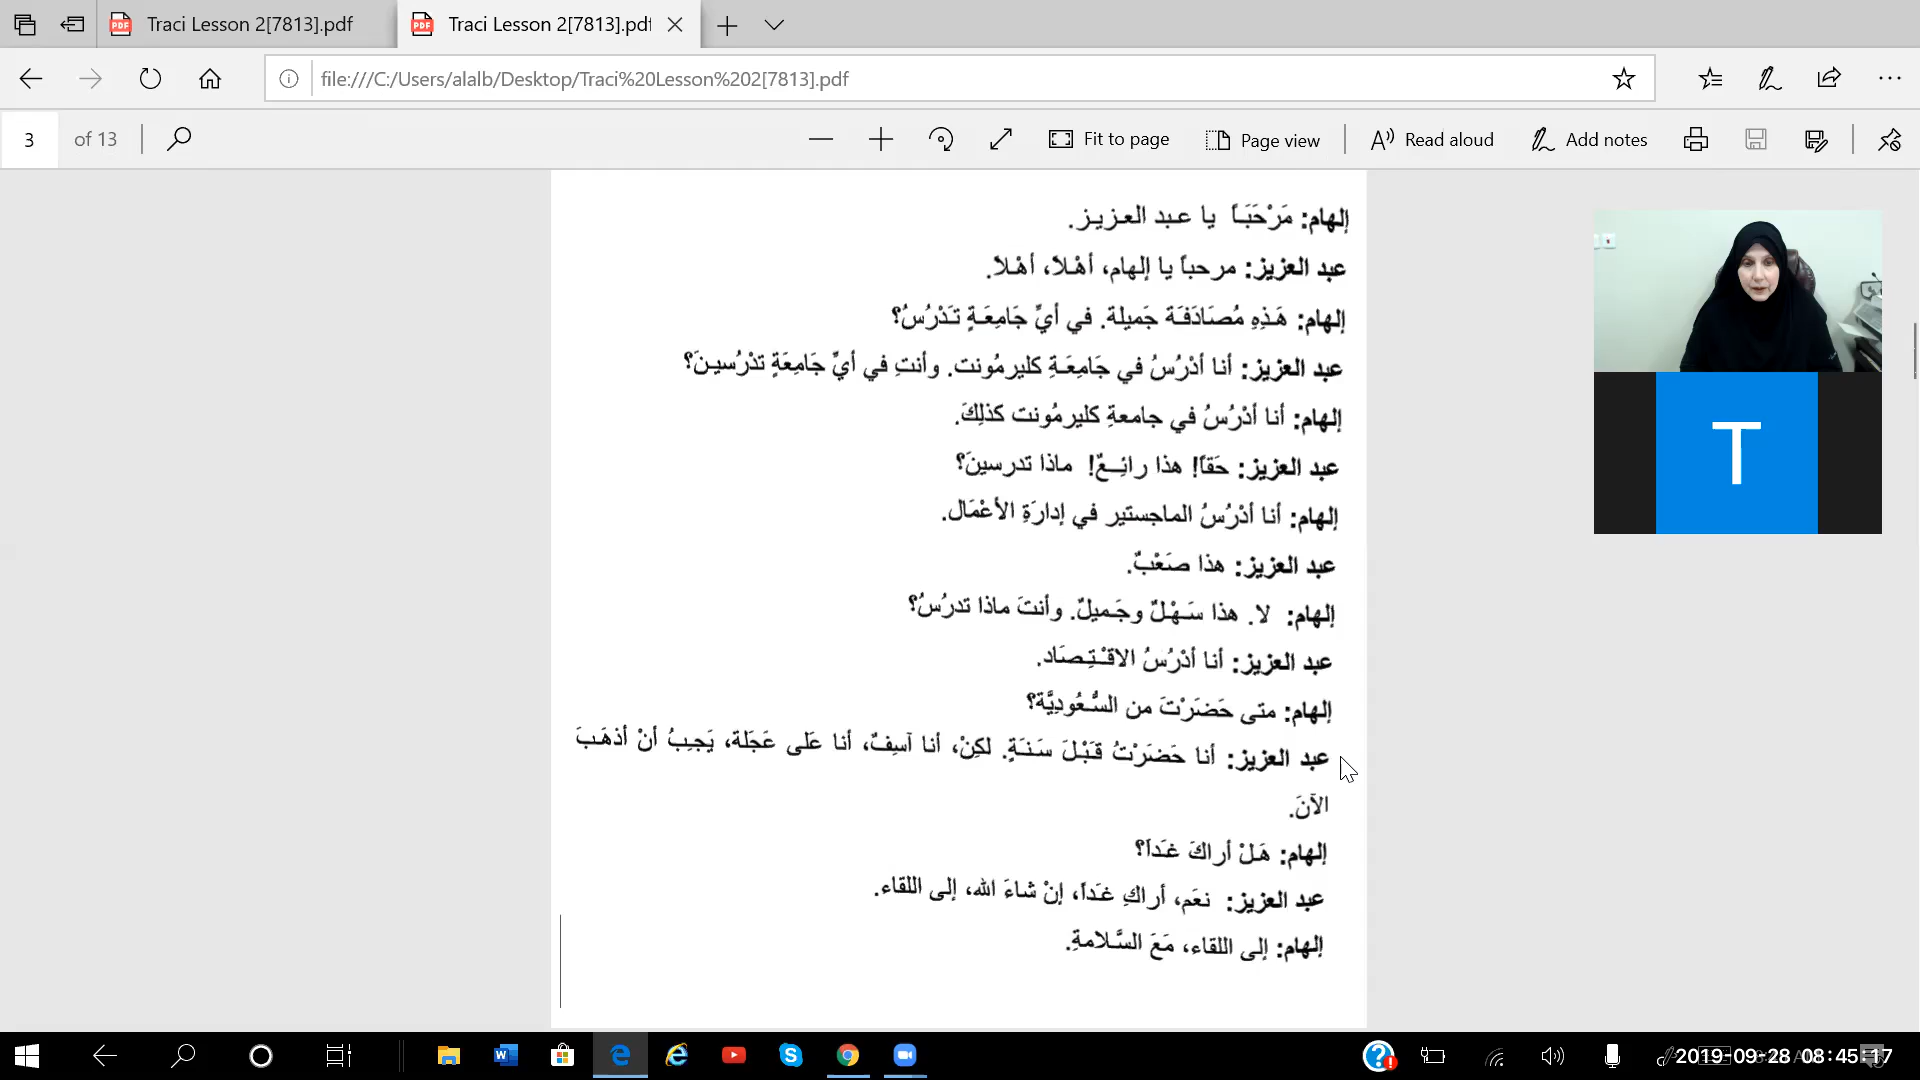 Traci Lesson 2[7813].pdf
Traci Lesson 2[7813].pdf
file:///C:/Users/alalb/Desktop/Traci%20Lesson%202[7813].pdf
3 of 13
Fit to page
Page view
Read aloud
Add notes
إلهام: مَرْحَبَاً يا عبد العزيز.
عبد العزيز: مرحباً يا إلهام، أهْلاً، أهْلاً.
إلهام: هَذِهِ مُصَادَفَة جَميلة. في أيِّ جَامِعَةٍ تَدْرُسُ؟
عبد العزيز: أنا أدْرُسُ في جَامِعَةِ كليرمُونت. وأنتِ في أيِّ جَامعَةٍ تدْرُسينَ؟
إلهام: أنا أدْرُسُ في جامعةِ كليرمُونت كذلِكَ.
عبد العزيز: حَقاً! هذا رائِعٌ! ماذا تدرسينَ؟
إلهام: أنا أدْرُسُ الماجستير في إدارَةِ الأعْمَال.
عبد العزيز: هذا صَعْبٌ.
إلهام: لا. هذا سَهْلٌ وجَميلٌ. وأنتَ ماذا تدرُسُ؟
عبد العزيز: أنا أدْرُسُ الاقْتِصَاد.
إلهام: متى حَضَرْتَ من السُّعُودِيَّة؟
عبد العزيز: أنا حَضَرْتُ قَبْلَ سَنَةٍ. لكِنْ، أنا آسِفٌ، أنا عَلى عَجَلة، يَجِبُ أنْ أذهَبَ
الآنَ.
إلهام: هَلْ أراكَ غَداً؟
عبد العزيز: نعَم، أراكِ غَداً، إنْ شاءَ الله، إلى اللقاء.
إلهام: إلى اللقاء، مَعَ السَّلامةِ.
T
2019-09-28 08:45:17